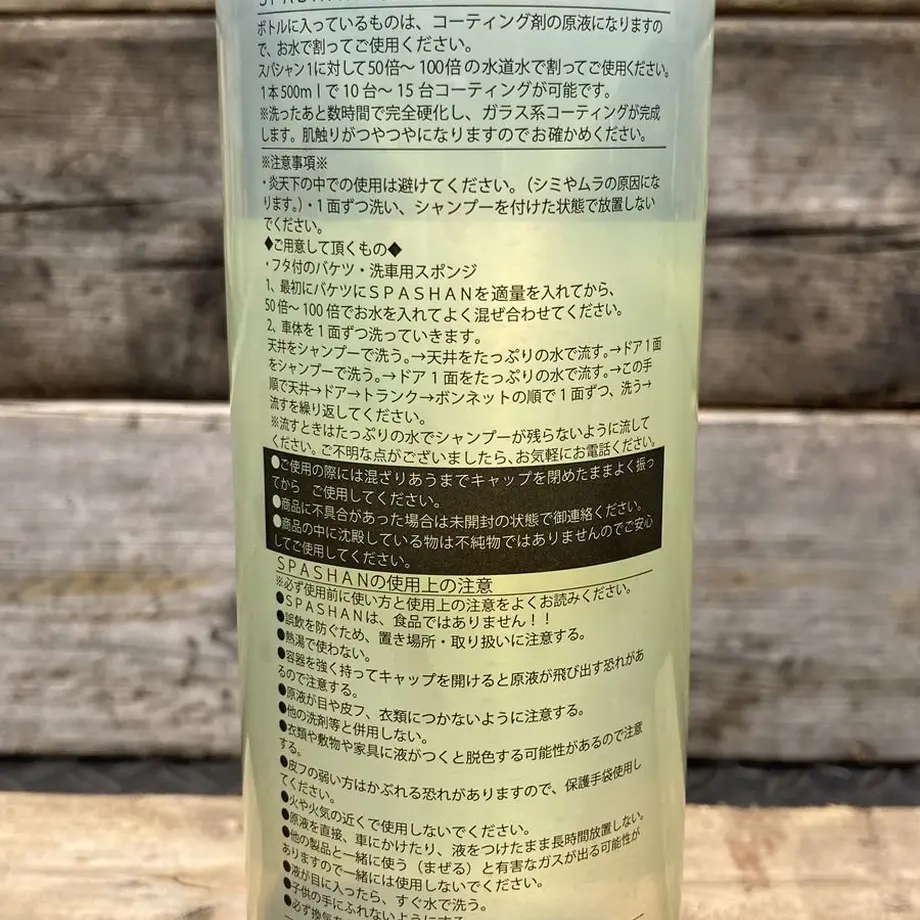 ボトルに入っているものは、コーティング剤の原液になりますの
で、お水で割ってご使用ください。
スパシャン1に対して50倍～100倍の水道水で割ってご使用ください。
1本500mlで10台～15台コーティングが可能です。
※洗ったあと数時間で完全硬化し、ガラス系コーティングが完成
します。肌触りがつやつやになりますのでお確かめください。
※注意事項※
・炎天下の中での使用は避けてください。（シミやムラの原因にな
ります。）・1面ずつ洗い、シャンプーを付けた状態で放置しない
でください。
◆ご用意して頂くもの◆
・フタ付のバケツ・洗車用スポンジ
1、最初にバケツにSPASHANを適量を入れてから、
50倍～100倍でお水を入れてよく混ぜ合わせてください。
2、車体を1面ずつ洗っていきます。
天井をシャンプーで洗う。→天井をたっぷりの水で流す。→ドア1面
をシャンプーで洗う。→ドア1面をたっぷりの水で流す。→この手
順で天井→ドア→トランク→ボンネットの順で1面ずつ、洗う→
流すを繰り返してください。
※流すときはたっぷりの水でシャンプーが残らないように流して
ください。ご不明な点がございましたら、お気軽にお電話ください。
●ご使用の際には混ざりあうまでキャップを閉めたままよく振っ
てから　ご使用してください。
●商品に不具合があった場合は未開封の状態で御連絡ください。
●商品の中に沈殿している物は不純物ではありませんのでご安心
してご使用してください。
SPASHANの使用上の注意
※必ず使用前に使い方と使用上の注意をよくお読みください。
●SPASHANは、食品ではありません！！
●誤飲を防ぐため、置き場所・取り扱いに注意する。
●熱湯で使わない。
●容器を強く持ってキャップを開けると原液が飛び出す恐れがあ
るので注意する。
●原液が目や皮フ、衣類につかないように注意する。
●他の洗剤等と併用しない。
●衣類や敷物や家具に液がつくと脱色する可能性があるので注意
する。
●皮フの弱い方はかぶれる恐れがありますので、保護手袋使用し
てください。
●火や火気の近くで使用しないでください。
●原液を直接、車にかけたり、液をつけたまま長時間放置しない。
●他の製品と一緒に使う（まぜる）と有害なガスが出る可能性が
ありますので一緒には使用しないでください。
●液が目に入ったら、すぐ水で洗う。
●子供の手にふれないようにする。
●必ず換気